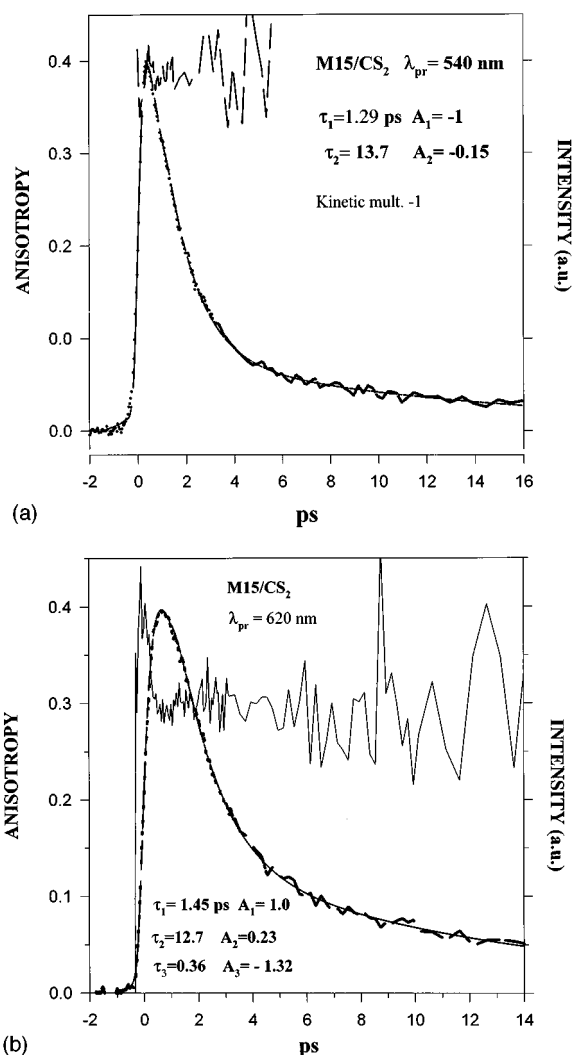 0.4
0.3
0.2
0.0
0.0
ANISOTROPY
INTENSITY (a.u.)
M15/CS₂ λpr= 540 nm
τ₁=1.29 ps A₁= -1
τ₂= 13.7 A₂= -0.15
Kinetic mult. -1
-2 0 2 4 6 8 10 12 14 16
ps
(a)
0.4
0.3
0.2
0.1
0.0
ANISOTROPY
INTENSITY (a.u.)
M15/CS₂
λpr = 620 nm
τ₁= 1.45 ps A₁= 1.0
τ₂=12.7 A₂=0.23
τ₃=0.36 A₃= - 1.32
-2 0 2 4 6 8 10 12 14
ps
(b)